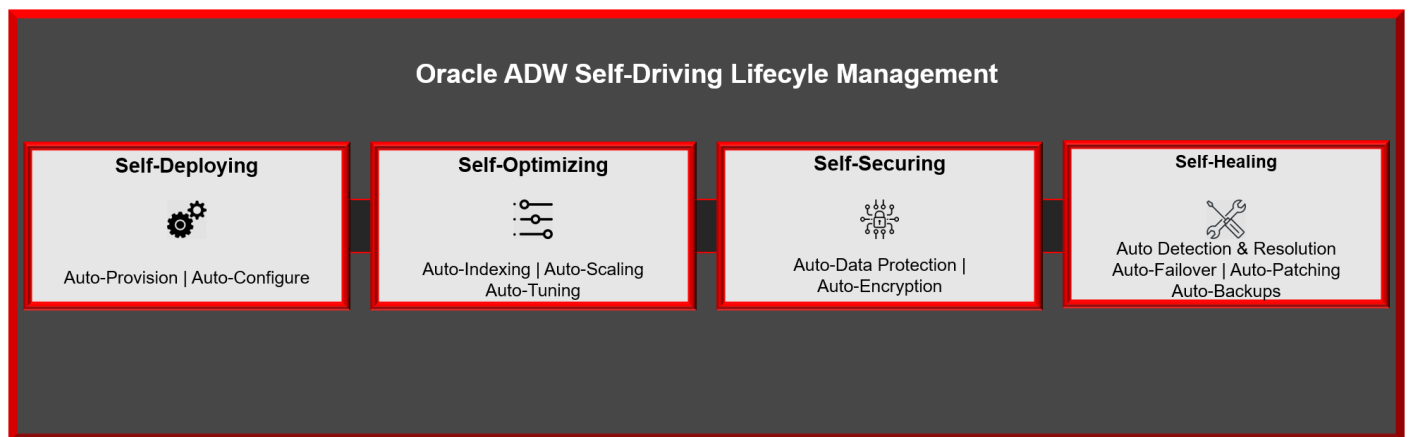 Oracle ADW Self-Driving Lifecyle Management
Self-Deploying
Auto-Provision | Auto-Configure
Self-Optimizing
Auto-Indexing | Auto-Scaling
Auto-Tuning
Self-Securing
Auto-Data Protection |
Auto-Encryption
Self-Healing
Auto Detection & Resolution
Auto-Failover | Auto-Patching
Auto-Backups